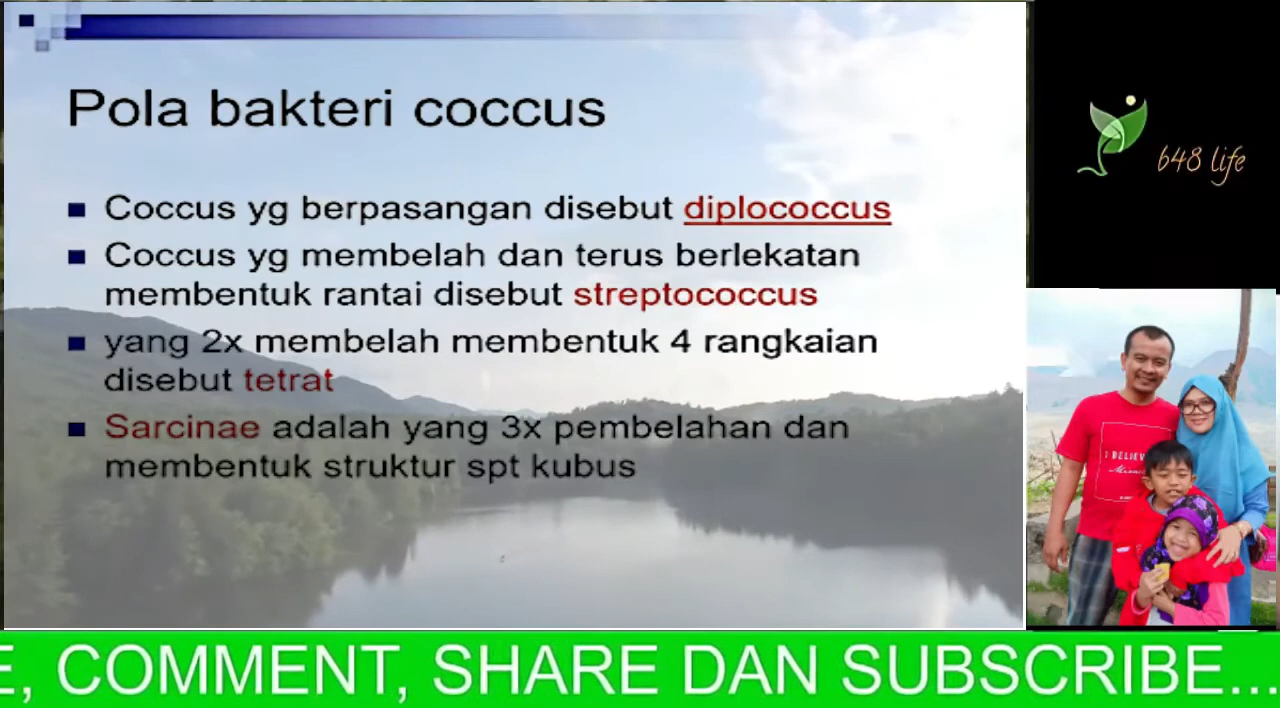 Pola bakteri coccus
Coccus yg berpasangan disebut diplococcus
Coccus yg membelah dan terus berlekatan
membentuk rantai disebut streptococcus
yang 2x membelah membentuk 4 rangkaian
disebut tetrat
Sarcinae adalah yang 3x pembelahan dan
membentuk struktur spt kubus
648 life
I BELIEV
E, COMMENT, SHARE DAN SUBSCRIBE...